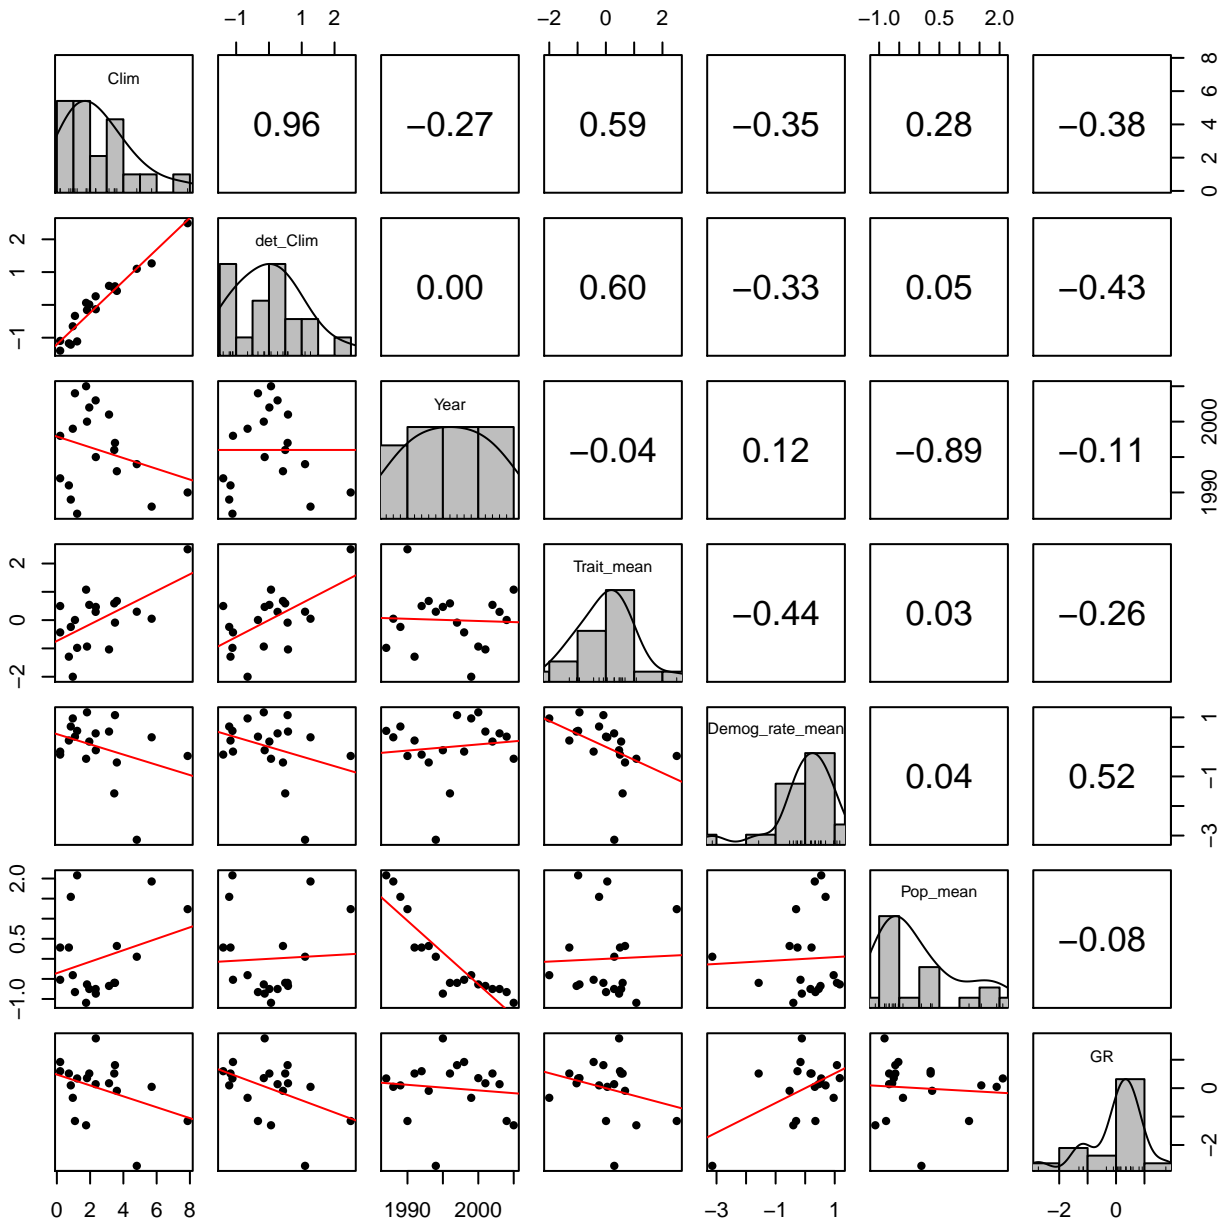 −1 1 2 −2 0 2 −1.0 0.5 2.0
Clim 0.96 −0.27 0.59 −0.35 0.28 −0.38 0 2 4 6 8
−1 1 2 det_Clim 0.00 0.60 −0.33 0.05 −0.43
Year −0.04 0.12 −0.89 −0.11 1990 2000
−2 0 2 Trait_mean −0.44 0.03 −0.26
Demog_rate_mean 0.04 0.52 −3 −1 1
−1.0 0.5 2.0 Pop_mean −0.08
GR −2 0
0 2 4 6 8 1990 2000 −3 −1 1 −2 0